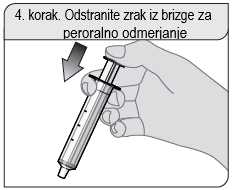 4. korak. Odstranite zrak iz brizge za
peroralno odmerjanje